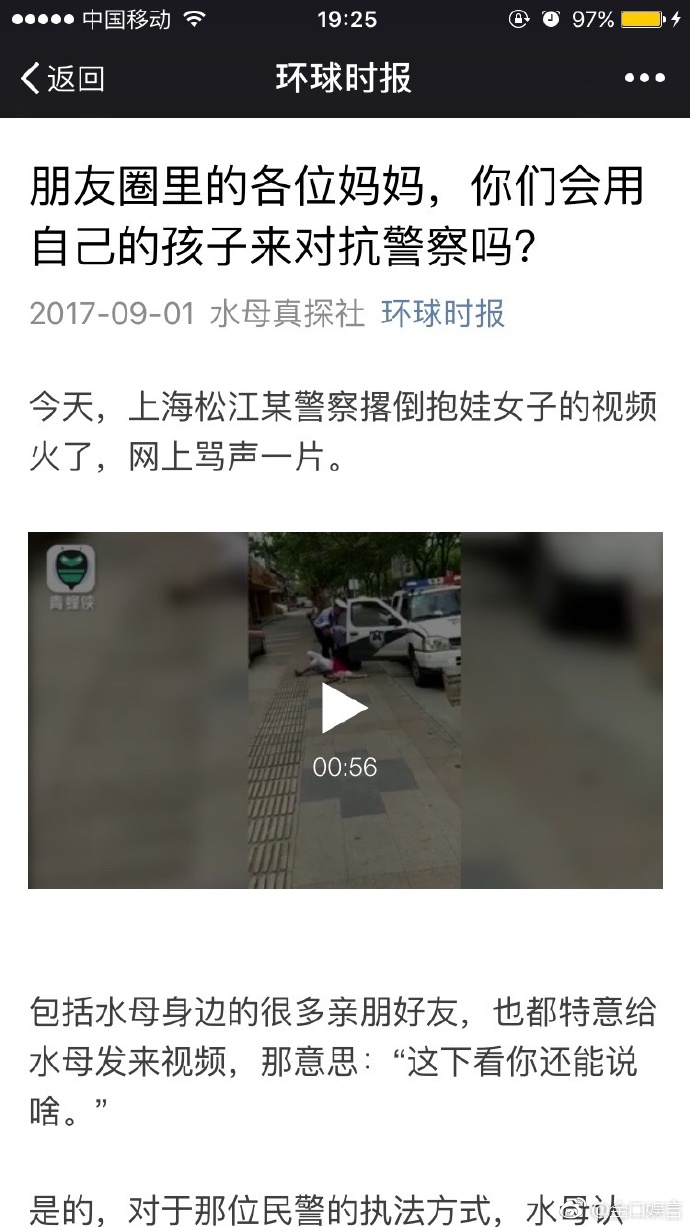 中国移动 19:25 97%
返回 环球时报
朋友圈里的各位妈妈，你们会用
自己的孩子来对抗警察吗？
2017-09-01 水母真探社 环球时报
今天，上海松江某警察撂倒抱娃女子的视频
火了，网上骂声一片。
青蜂侠
00:56
包括水母身边的很多亲朋好友，也都特意给
水母发来视频，那意思：“这下看你还能说
啥。”
是的，对于那位民警的执法方式，水母认